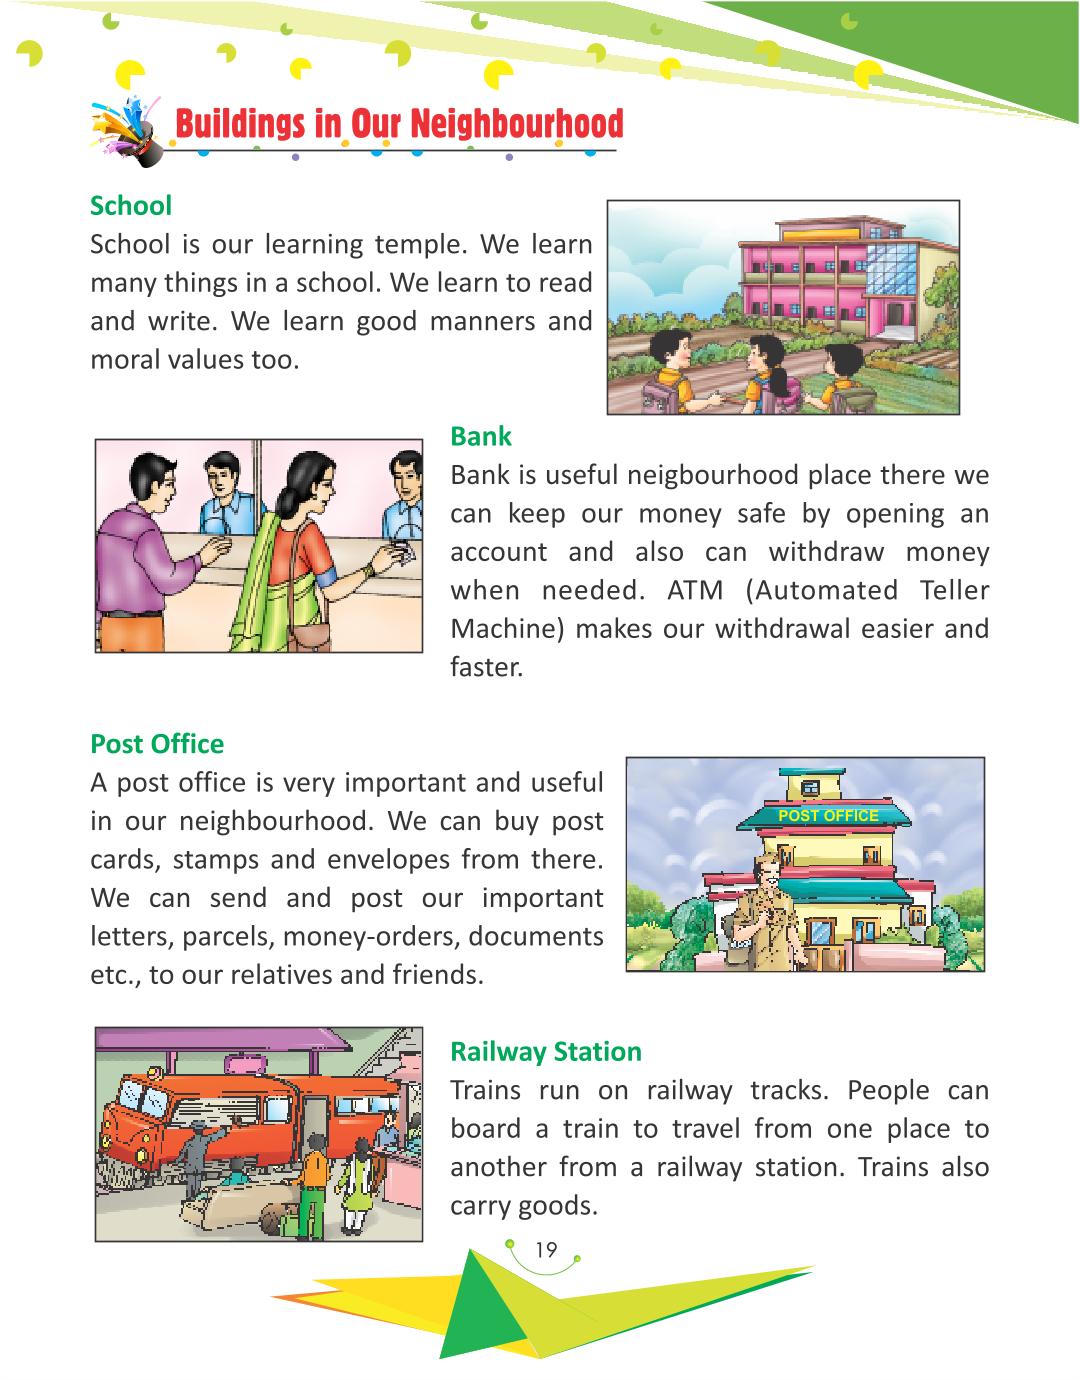 Buildings in Our Neighbourhood
School
School is our learning temple. We learn
many things in a school. We learn to read
and write. We learn good manners and
moral values too.
Bank
Bank is useful neigbourhood place there we
can keep our money safe by opening an
account and also can withdraw money
when needed. ATM (Automated Teller
Machine) makes our withdrawal easier and
faster.
Post Office
A post office is very important and useful
in our neighbourhood. We can buy post
cards, stamps and envelopes from there.
We can send and post our important
letters, parcels, money-orders, documents
etc., to our relatives and friends.
POST OFFICE
Railway Station
Trains run on railway tracks. People can
board a train to travel from one place to
another from a railway station. Trains also
carry goods.
19